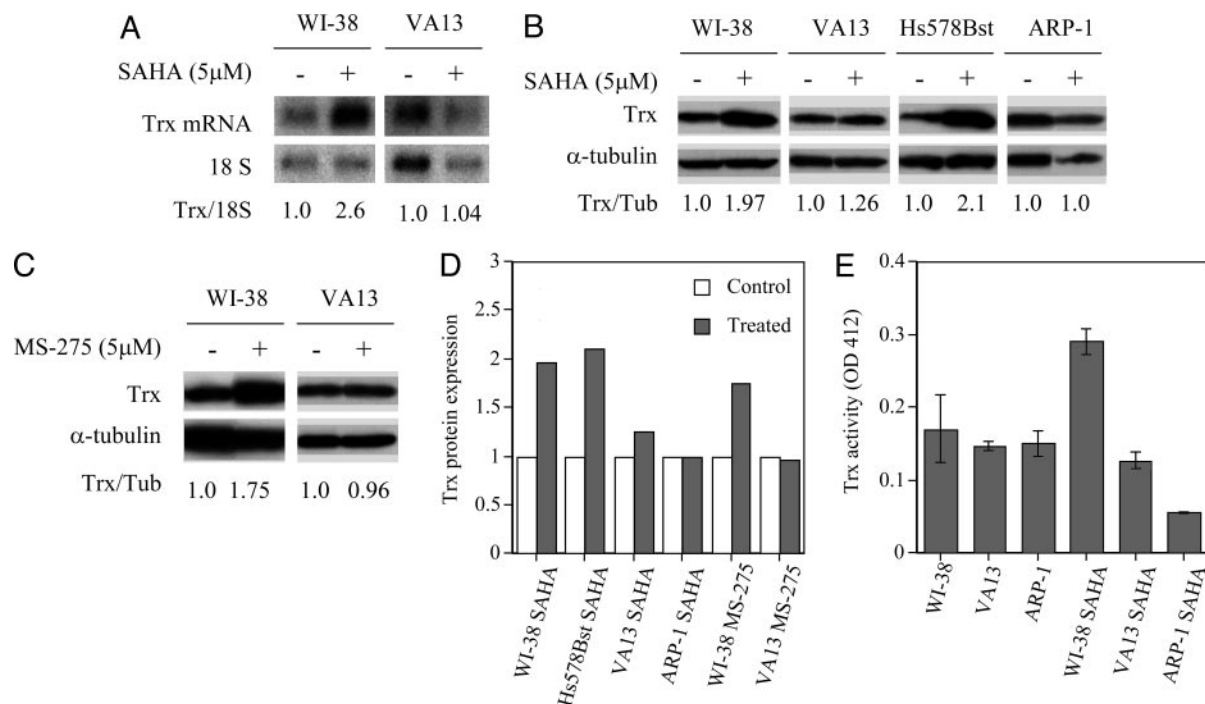 A
WI-38 VA13
SAHA (5μM) - + - +
Trx mRNA
18 S
Trx/18S 1.0 2.6 1.0 1.04
B
WI-38 VA13 Hs578Bst ARP-1
SAHA (5μM) - + - + - + - +
Trx
α-tubulin
Trx/Tub 1.0 1.97 1.0 1.26 1.0 2.1 1.0 1.0
C
WI-38 VA13
MS-275 (5μM) - + - +
Trx
α-tubulin
Trx/Tub 1.0 1.75 1.0 0.96
D
Trx protein expression
3
2.5
2
1.5
1
0.5
0
Control
Treated
WI-38 SAHA
Hs578Bst SAHA
VA13 SAHA
ARP-1 SAHA
WI-38 MS-275
VA13 MS-275
E
Trx activity (OD 412)
0.4
0.3
0.2
0.1
0
WI-38
VA13
ARP-1
WI-38 SAHA
VA13 SAHA
ARP-1 SAHA